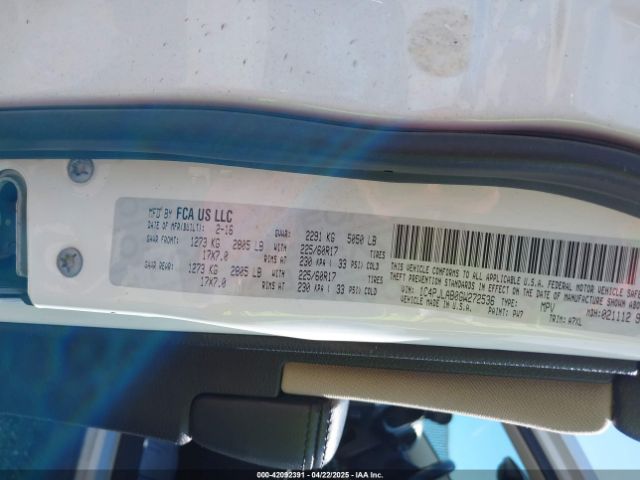 MFD BY FCA US LLC
DATE OF MFR(BUILT): 2-16 GVWR: 2291 KG 5050 LB
GAWR FRONT: 1273 KG 2805 LB WITH 225/60R17 TIRES
17X7.0 RIMS AT 230 KPA ( 33 PSI) COLD
GAWR REAR: 1273 KG 2805 LB WITH 225/60R17 TIRES
17X7.0 RIMS AT 230 KPA ( 33 PSI) COLD
THIS VEHICLE CONFORMS TO ALL APPLICABLE U.S.A. FEDERAL MOTOR VEHICLE SAFE
THEFT PREVENTION STANDARDS IN EFFECT ON THE DATE OF MANUFACTURE SHOWN ABO
VIN: 1C4PJLAB0GW272536 TYPE: MPV
PAINT: PW7 TRIM: A7XL MDH: 021112 9
000-42092391 - 04/22/2025 - IAA Inc.